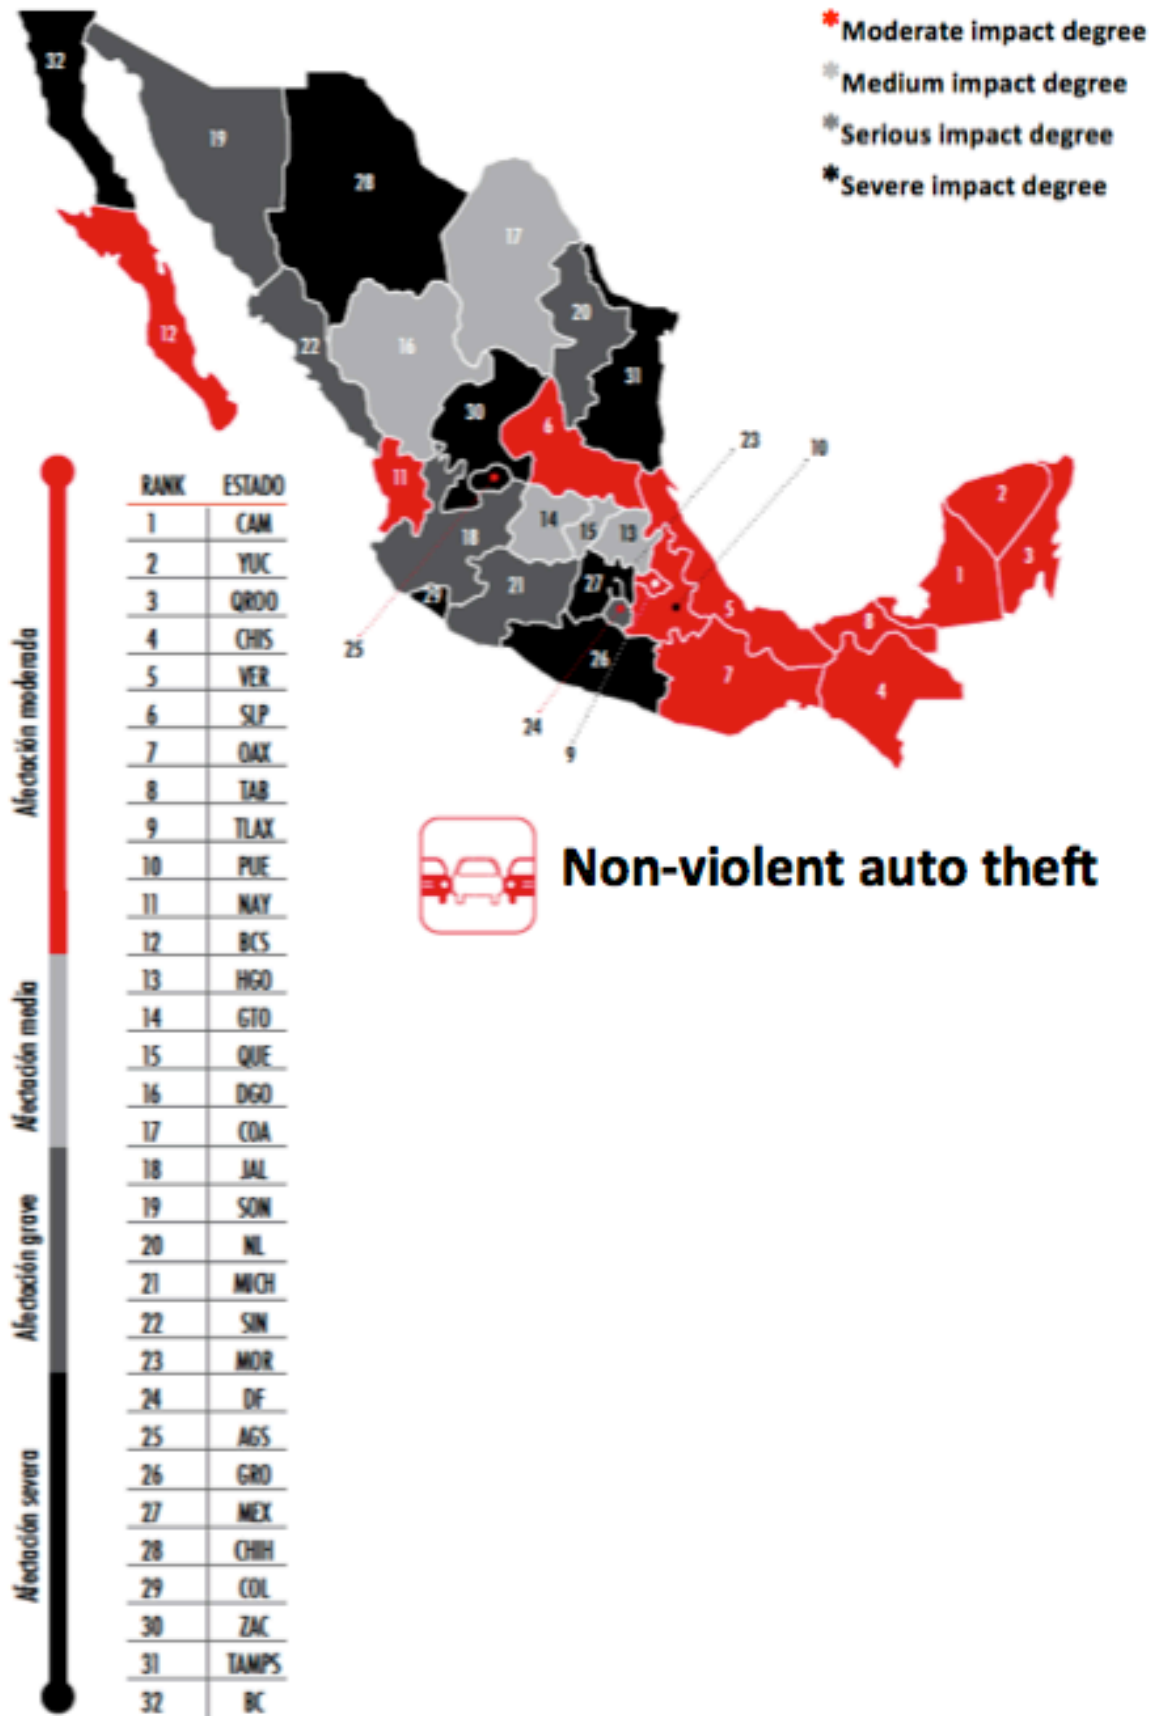 *Moderate impact degree
*Medium impact degree
*Serious impact degree
*Severe impact degree
32
19
28
17
20
22
16
31
12
30
6
11
23
10
2
14
15
13
18
3
1
27
21
29
5
8
25
26
7
4
24
9
Non-violent auto theft
Afectación moderada
Afectación media
Afectación grave
Afectación severa
RANK ESTADO
1 CAM
2 YUC
3 QROO
4 CHIS
5 VER
6 SLP
7 OAX
8 TAB
9 TLAX
10 PUE
11 NAY
12 BCS
13 HGO
14 GTO
15 QUE
16 DGO
17 COA
18 JAL
19 SON
20 NL
21 MICH
22 SIN
23 MOR
24 DF
25 AGS
26 GRO
27 MEX
28 CHIH
29 COL
30 ZAC
31 TAMPS
32 BC